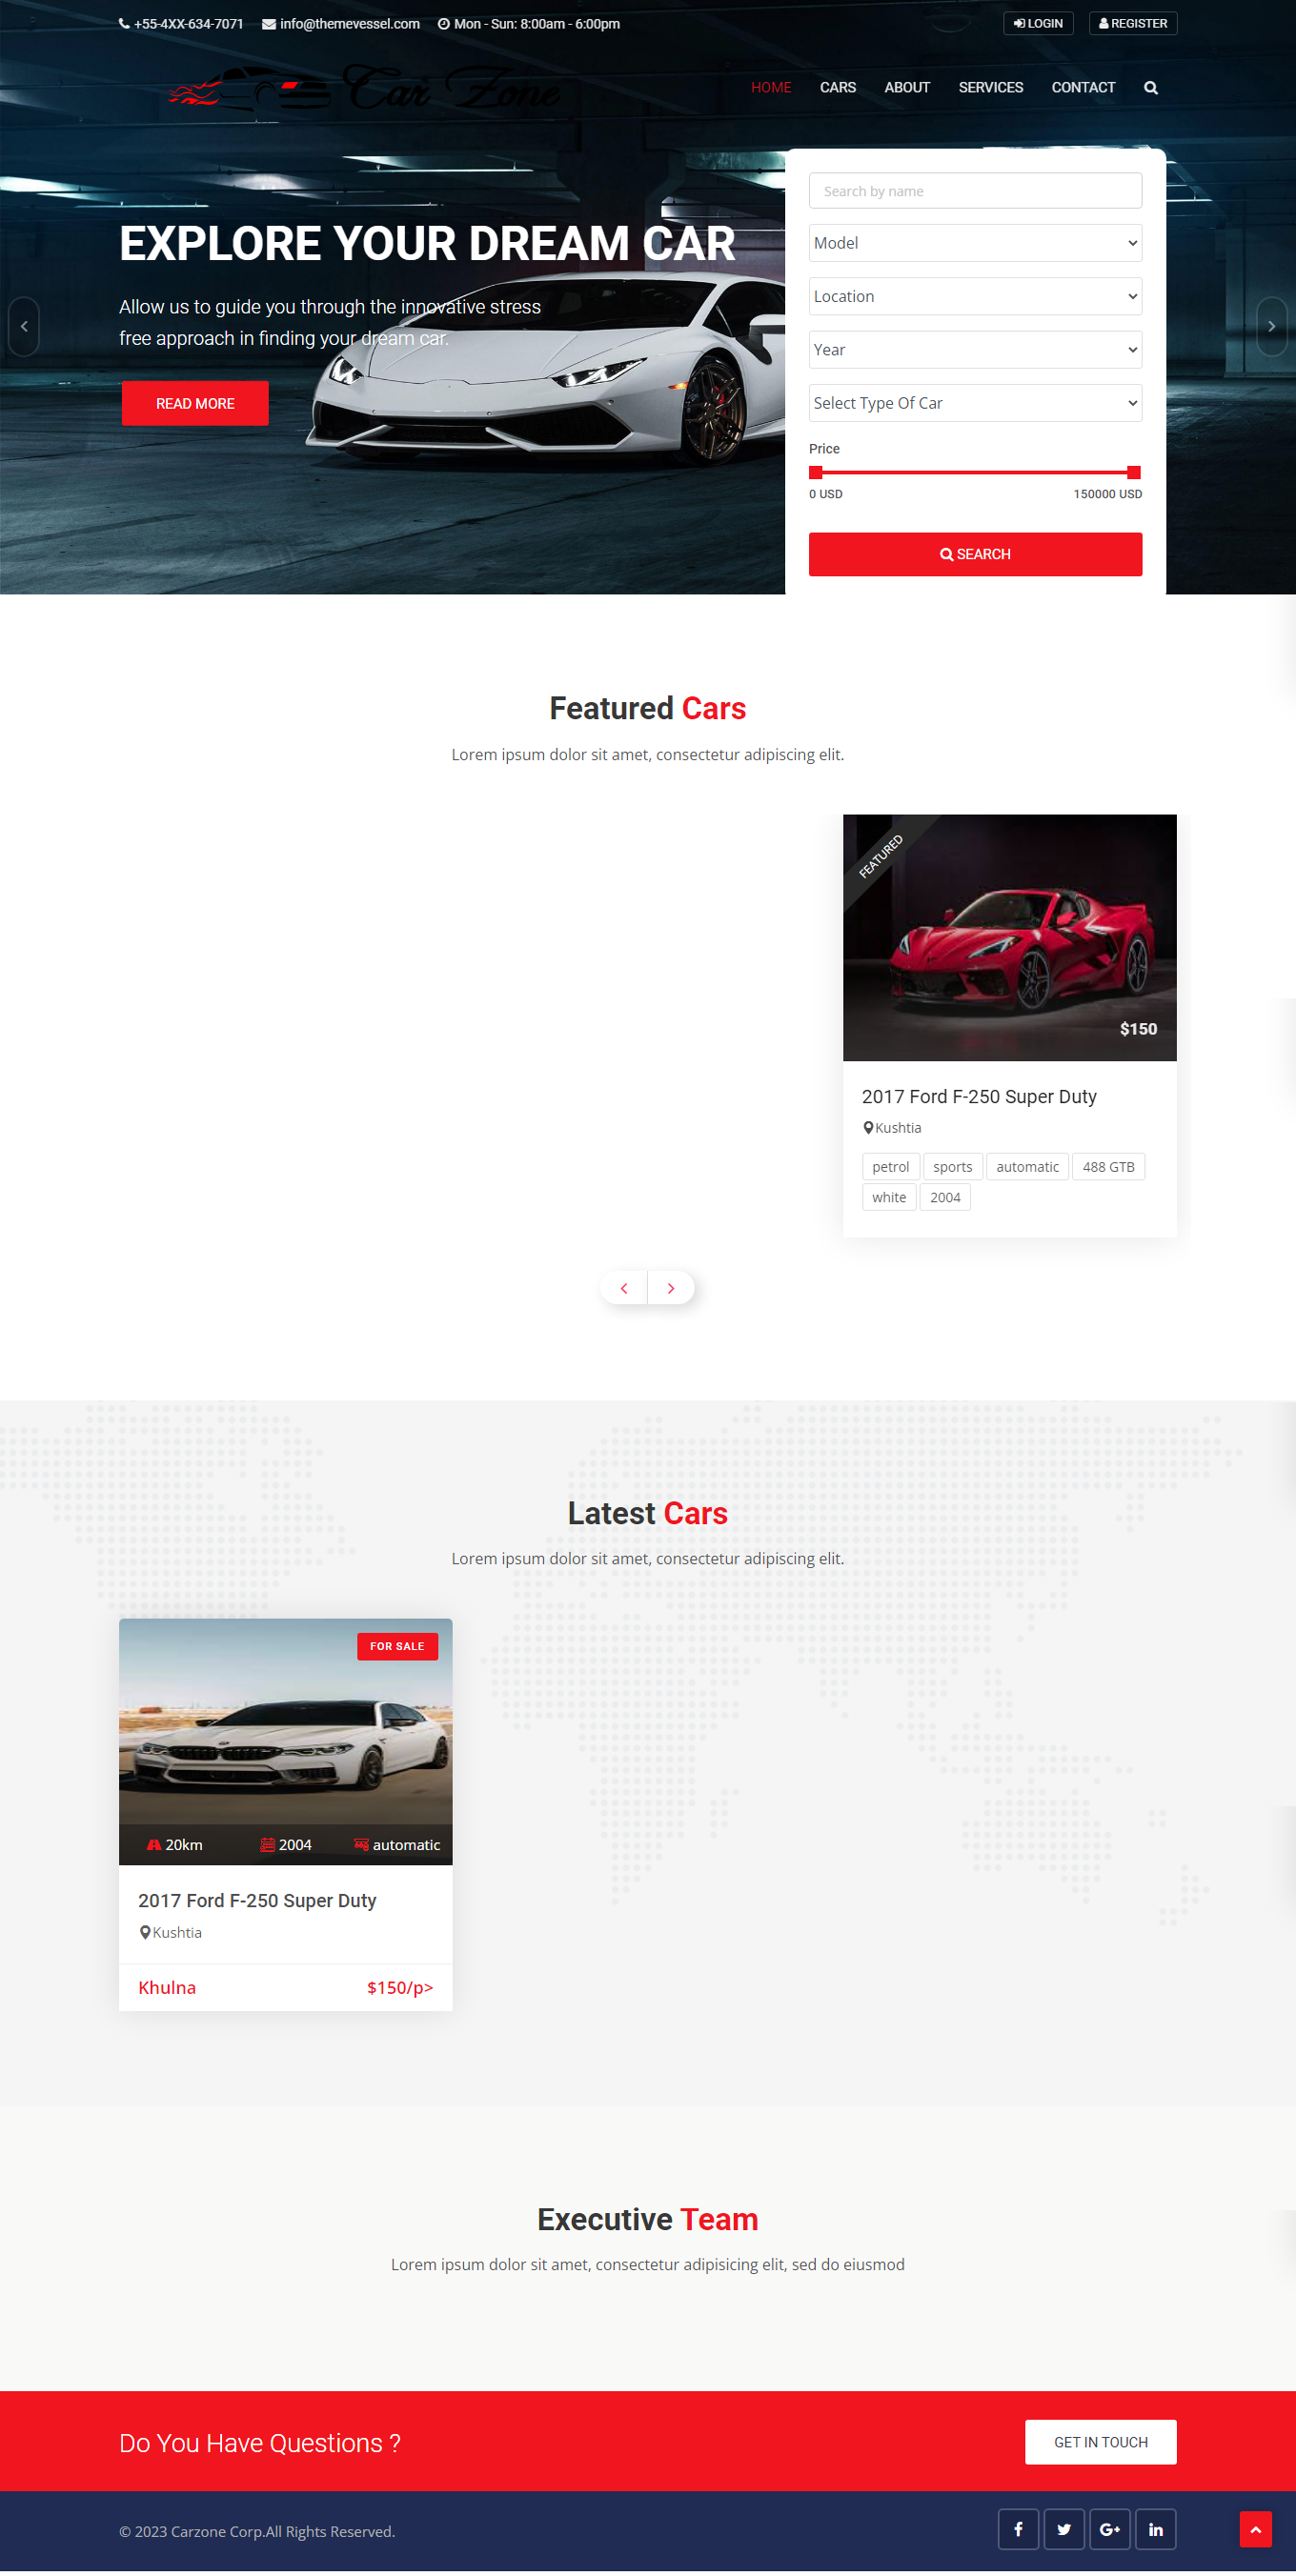 +55-4XX-634-7071 info@themevessel.com Mon - Sun: 8:00am - 6:00pm LOGIN REGISTER
Car Zone
HOME CARS ABOUT SERVICES CONTACT
Search by name
Model
EXPLORE YOUR DREAM CAR
Location
Allow us to guide you through the innovative stress
free approach in finding your dream car.
Year
Select Type Of Car
READ MORE
Price
0 USD 150000 USD
SEARCH
Featured Cars
Lorem ipsum dolor sit amet, consectetur adipiscing elit.
FEATURED
$150
2017 Ford F-250 Super Duty
Kushtia
petrol sports automatic 488 GTB
white 2004
Latest Cars
Lorem ipsum dolor sit amet, consectetur adipiscing elit.
FOR SALE
20km 2004 automatic
2017 Ford F-250 Super Duty
Kushtia
Khulna $150/p>
Executive Team
Lorem ipsum dolor sit amet, consectetur adipisicing elit, sed do eiusmod
Do You Have Questions ?
GET IN TOUCH
© 2023 Carzone Corp.All Rights Reserved.